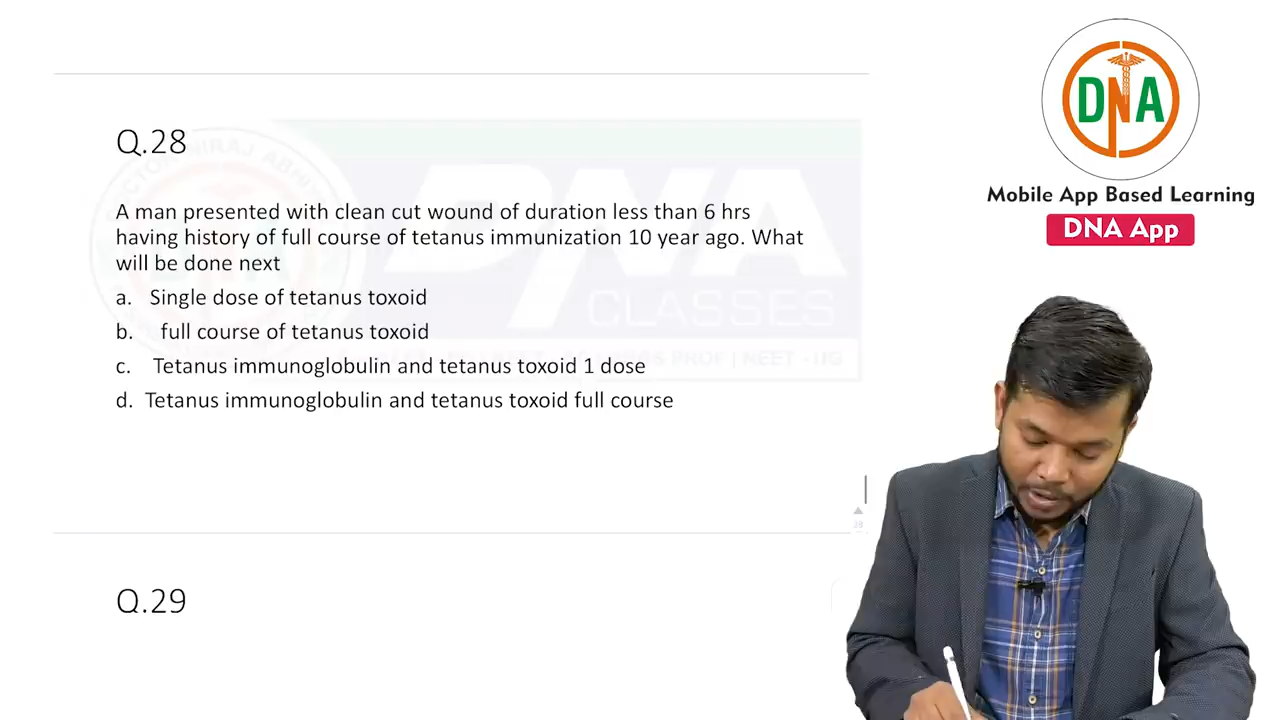 Q.28
A man presented with clean cut wound of duration less than 6 hrs
having history of full course of tetanus immunization 10 year ago. What
will be done next
a. Single dose of tetanus toxoid
b. full course of tetanus toxoid
c. Tetanus immunoglobulin and tetanus toxoid 1 dose
d. Tetanus immunoglobulin and tetanus toxoid full course
Q.29
DNA
Mobile App Based Learning
DNA App
DNA
CLASSES
28